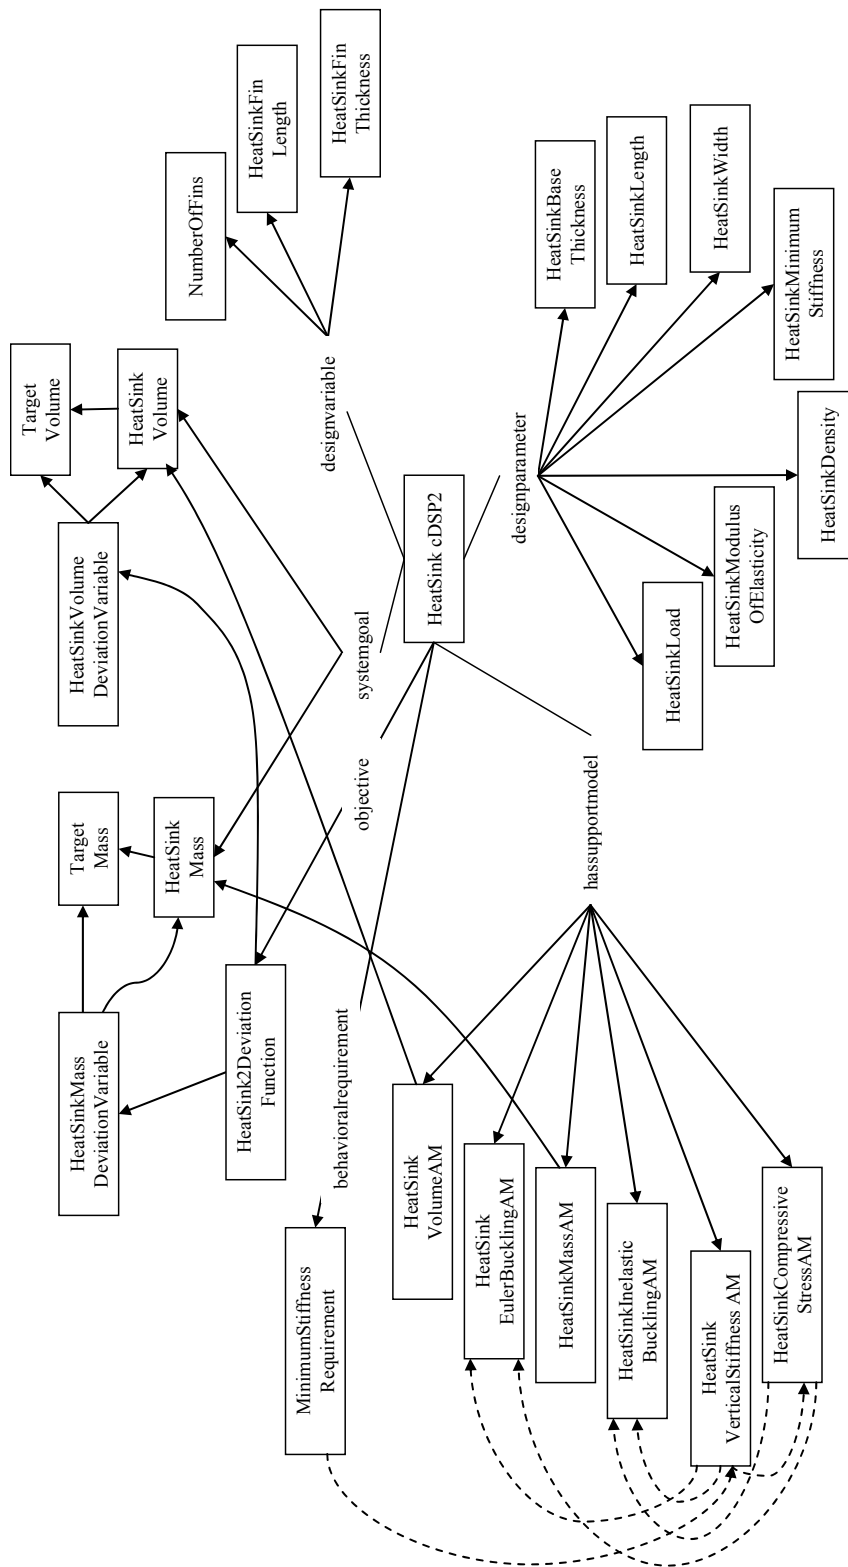 HeatSinkMass
DeviationVariable
Target
Mass
HeatSink
Mass
HeatSinkVolume
DeviationVariable
Target
Volume
HeatSink
Volume
HeatSink2Deviation
Function
NumberOfFins
HeatSinkFin
Length
HeatSinkFin
Thickness
MinimumStiffness
Requirement
behavioralrequirement
objective
systemgoal
designvariable
HeatSink cDSP2
HeatSink
VolumeAM
HeatSink
EulerBucklingAM
HeatSinkMassAM
HeatSinkInelastic
BucklingAM
HeatSink
VerticalStiffness AM
HeatSinkCompressive
StressAM
hassupportmodel
designparameter
HeatSinkBase
Thickness
HeatSinkLength
HeatSinkWidth
HeatSinkMinimum
Stiffness
HeatSinkLoad
HeatSinkModulus
OfElasticity
HeatSinkDensity